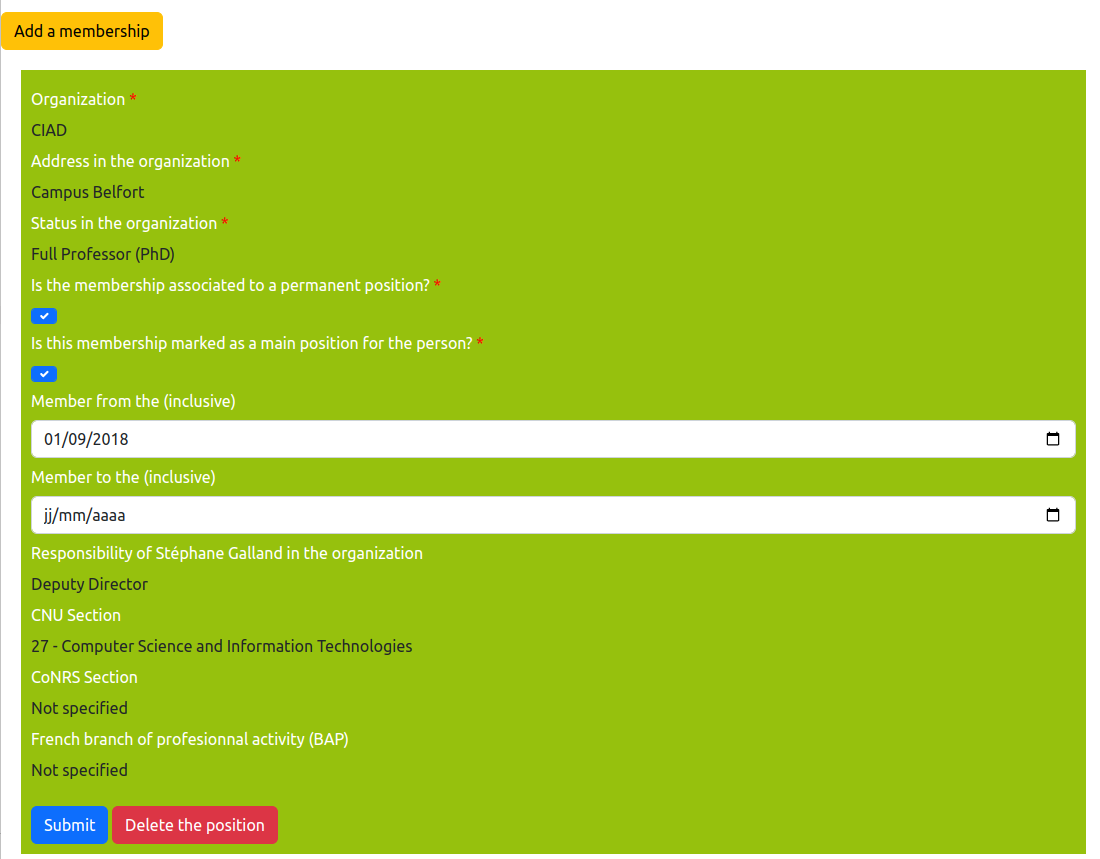 Add a membership
Organization *
CIAD
Address in the organization *
Campus Belfort
Status in the organization *
Full Professor (PhD)
Is the membership associated to a permanent position? *
Is this membership marked as a main position for the person? *
Member from the (inclusive)
01/09/2018
Member to the (inclusive)
jj/mm/aaaa
Responsibility of Stéphane Galland in the organization
Deputy Director
CNU Section
27 - Computer Science and Information Technologies
CoNRS Section
Not specified
French branch of profesionnal activity (BAP)
Not specified
Submit Delete the position